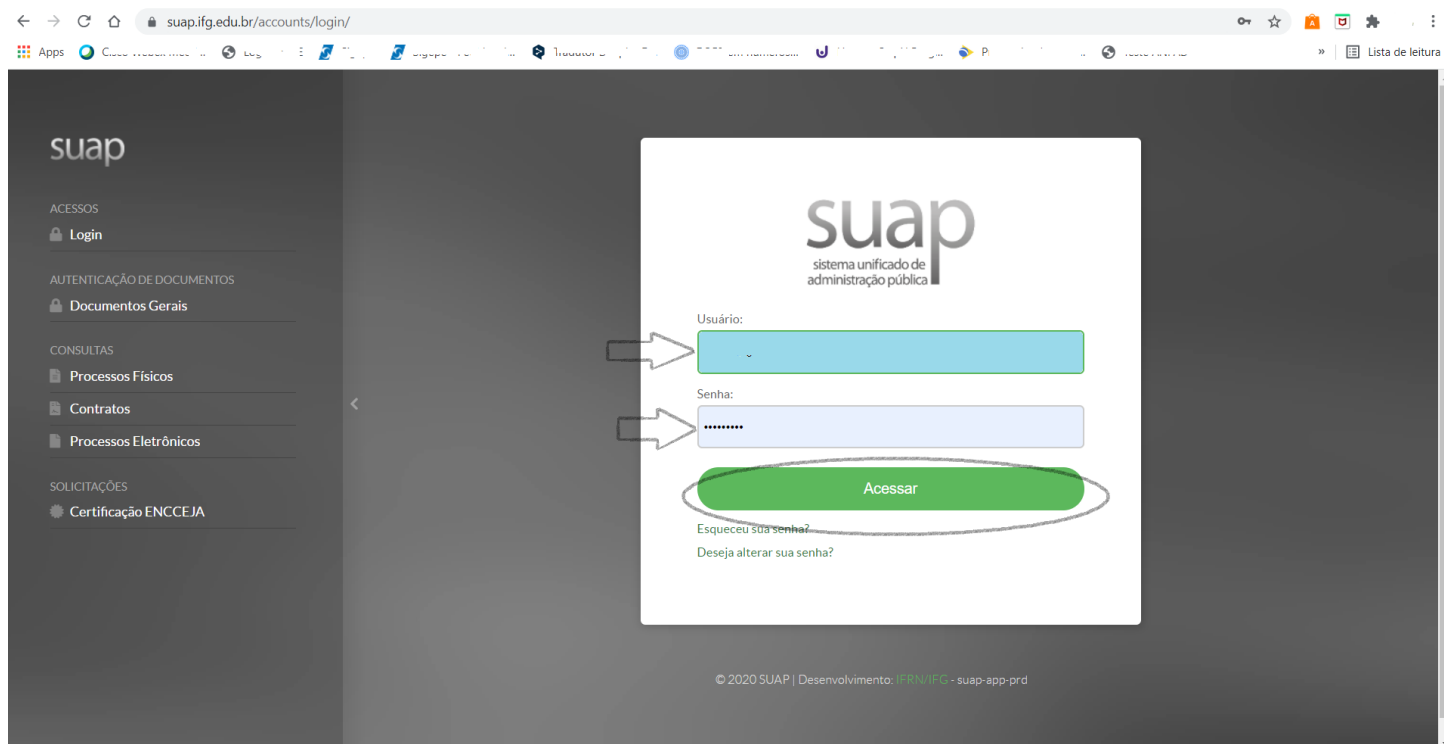 suap.ifg.edu.br/accounts/login/
Apps
Lista de leitura
suap
ACESSOS
Login
AUTENTICAÇÃO DE DOCUMENTOS
Documentos Gerais
CONSULTAS
Processos Físicos
Contratos
Processos Eletrônicos
SOLICITAÇÕES
Certificação ENCCEJA
suap
sistema unificado de
administração pública
Usuário:
Senha:
Acessar
Esqueceu sua senha?
Deseja alterar sua senha?
© 2020 SUAP | Desenvolvimento: IFRN/IFG - suap-app-prd